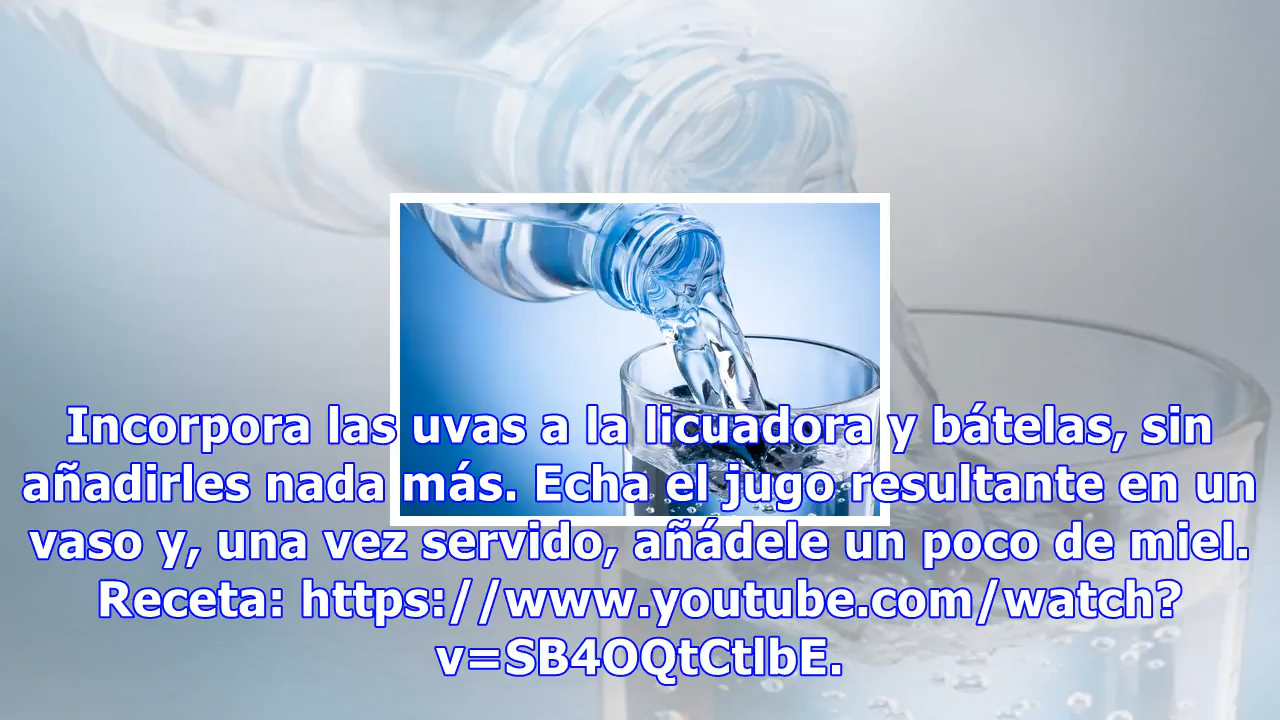 Incorpora las uvas a la licuadora y bátelas, sin
añadirles nada más. Echa el jugo resultante en un
vaso y, una vez servido, añádele un poco de miel.
Receta: https://www.youtube.com/watch?
v=SB4OQtCtlbE.